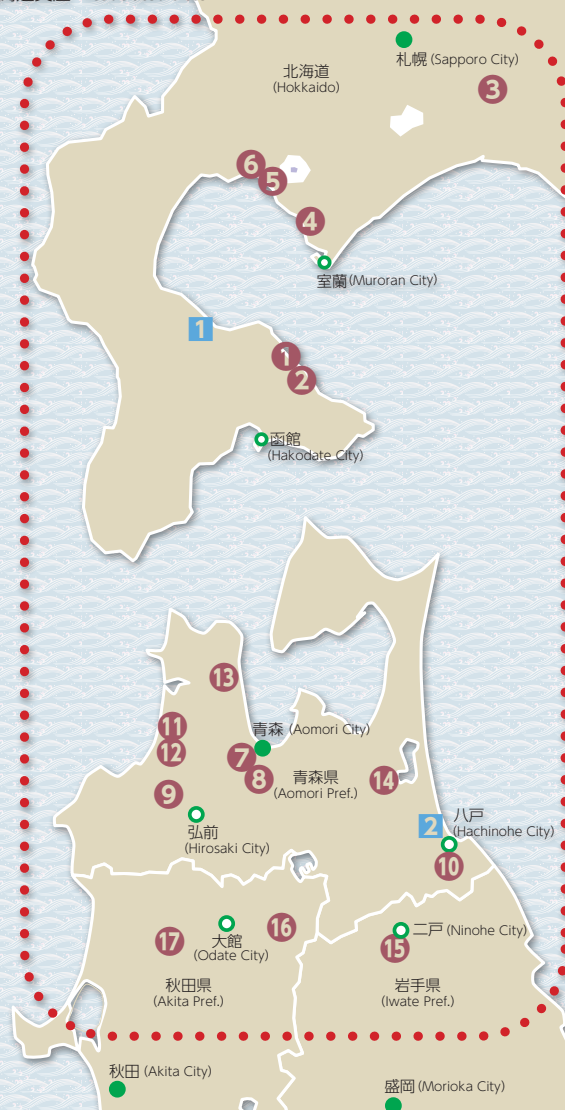 札幌 (Sapporo City)
北海道
(Hokkaido)
3
6
5
4
室蘭 (Muroran City)
1
1
2
函館
(Hakodate City)
13
11
青森 (Aomori City)
12
7
8
青森県
(Aomori Pref.)
14
9
弘前
(Hirosaki City)
2
八戸
(Hachinohe City)
10
17
大館
(Odate City)
16
二戸 (Ninohe City)
15
秋田県
(Akita Pref.)
岩手県
(Iwate Pref.)
秋田 (Akita City)
盛岡 (Morioka City)